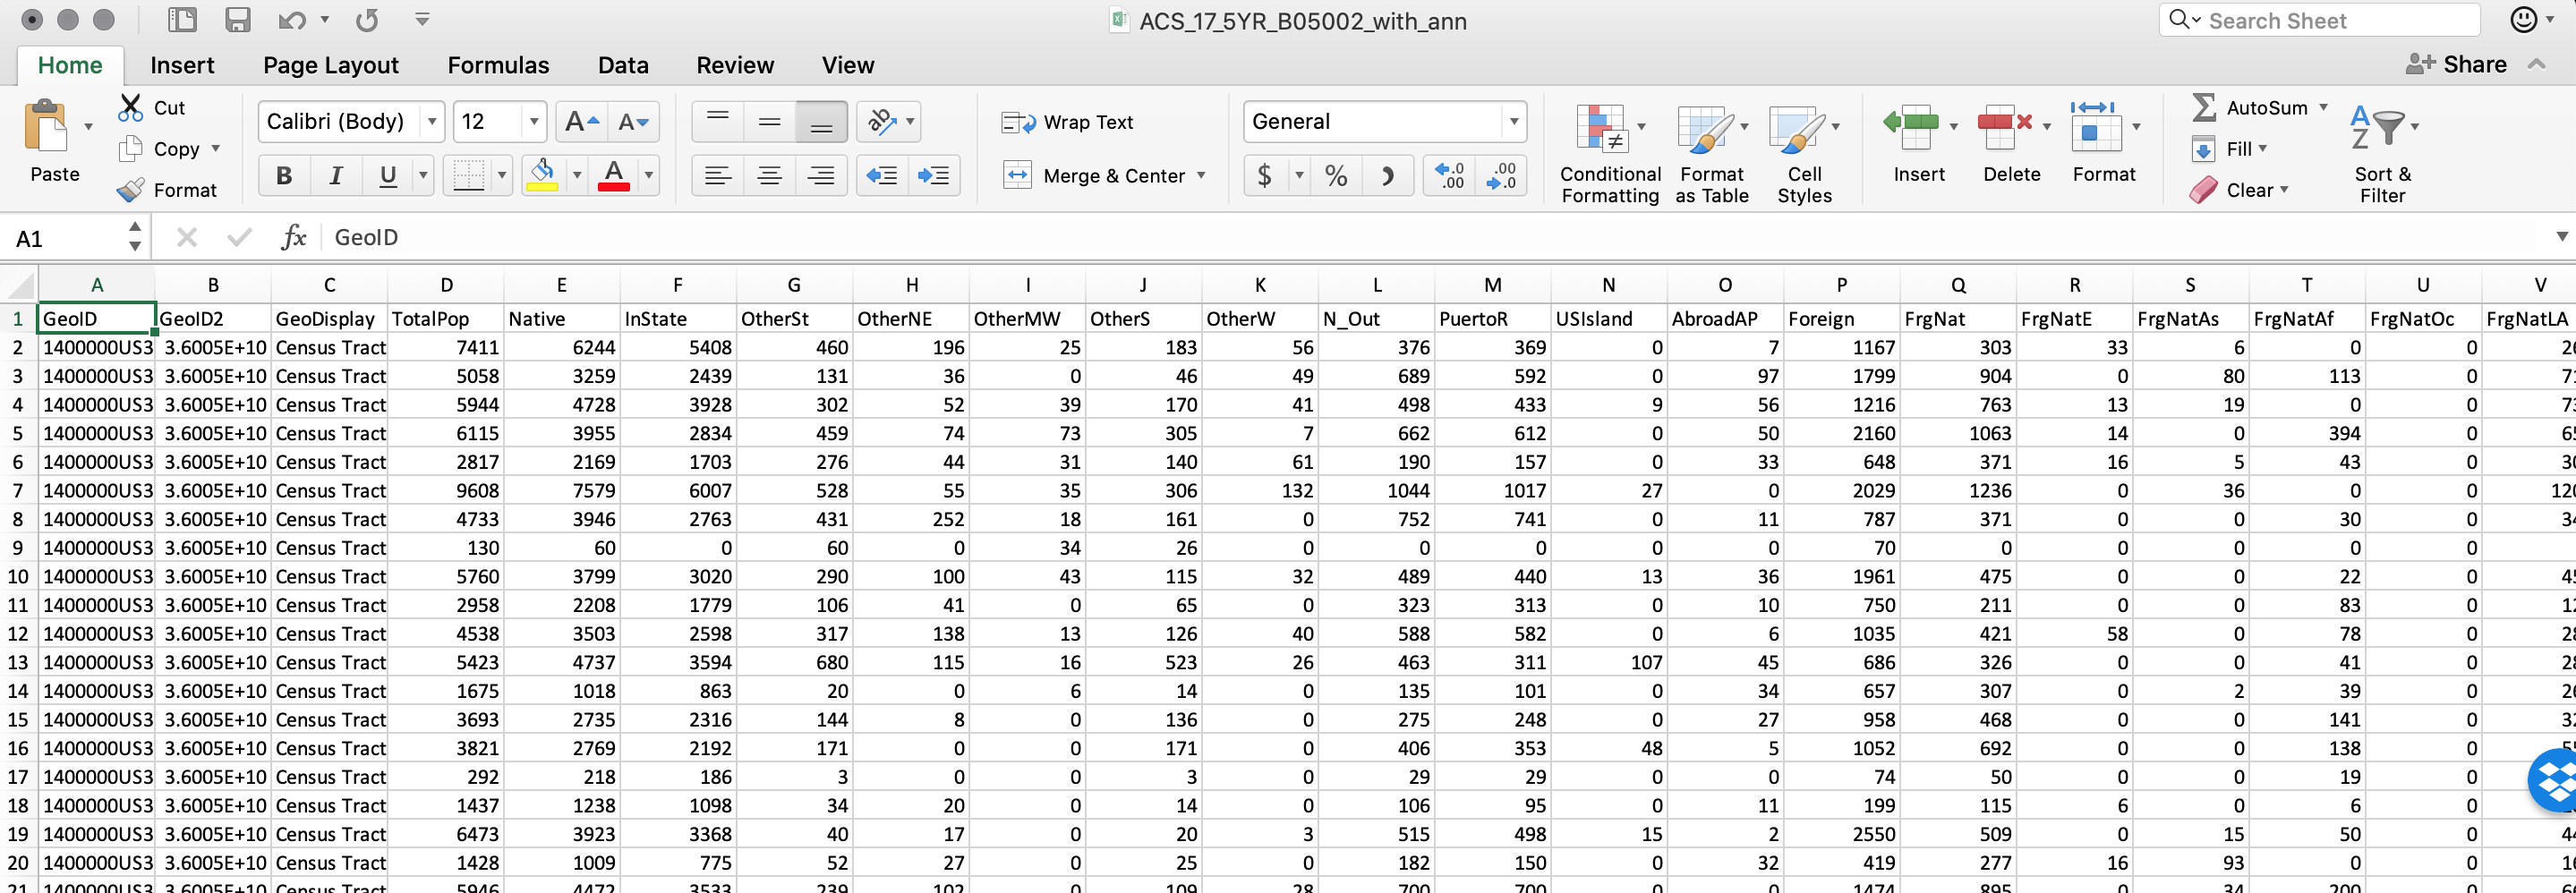 ACS_17_5YR_B05002_with_ann
Search Sheet
Home Insert Page Layout Formulas Data Review View Share
Paste
Cut
Copy
Format
Calibri (Body) 12
B I U
Wrap Text
Merge & Center
General
$ %
Conditional Formatting
Format as Table
Cell Styles
Insert
Delete
Format
AutoSum
Fill
Clear
Sort & Filter
A1 fx GeoID
A B C D E F G H I J K L M N O P Q R S T U V
1 GeoID GeoID2 GeoDisplay TotalPop Native InState OtherSt OtherNE OtherMW OtherS OtherW N_Out PuertoR USIsland AbroadAP Foreign FrgNat FrgNatE FrgNatAs FrgNatAf FrgNatOc FrgNatLA
2 1400000US3 3.6005E+10 Census Tract 7411 6244 5408 460 196 25 183 56 376 369 0 7 1167 303 33 6 0 0
3 1400000US3 3.6005E+10 Census Tract 5058 3259 2439 131 36 0 46 49 689 592 0 97 1799 904 0 80 113 0
4 1400000US3 3.6005E+10 Census Tract 5944 4728 3928 302 52 39 170 41 498 433 9 56 1216 763 13 19 0 0
5 1400000US3 3.6005E+10 Census Tract 6115 3955 2834 459 74 73 305 7 662 612 0 50 2160 1063 14 0 394 0
6 1400000US3 3.6005E+10 Census Tract 2817 2169 1703 276 44 31 140 61 190 157 0 33 648 371 16 5 43 0
7 1400000US3 3.6005E+10 Census Tract 9608 7579 6007 528 55 35 306 132 1044 1017 27 0 2029 1236 0 36 0 0
8 1400000US3 3.6005E+10 Census Tract 4733 3946 2763 431 252 18 161 0 752 741 0 11 787 371 0 0 30 0
9 1400000US3 3.6005E+10 Census Tract 130 60 0 60 0 34 26 0 0 0 0 0 70 0 0 0 0 0
10 1400000US3 3.6005E+10 Census Tract 5760 3799 3020 290 100 43 115 32 489 440 13 36 1961 475 0 0 22 0
11 1400000US3 3.6005E+10 Census Tract 2958 2208 1779 106 41 0 65 0 323 313 0 10 750 211 0 0 83 0
12 1400000US3 3.6005E+10 Census Tract 4538 3503 2598 317 138 13 126 40 588 582 0 6 1035 421 58 0 78 0
13 1400000US3 3.6005E+10 Census Tract 5423 4737 3594 680 115 16 523 26 463 311 107 45 686 326 0 0 41 0
14 1400000US3 3.6005E+10 Census Tract 1675 1018 863 20 0 6 14 0 135 101 0 34 657 307 0 2 39 0
15 1400000US3 3.6005E+10 Census Tract 3693 2735 2316 144 8 0 136 0 275 248 0 27 958 468 0 0 141 0
16 1400000US3 3.6005E+10 Census Tract 3821 2769 2192 171 0 0 171 0 406 353 48 5 1052 692 0 0 138 0
17 1400000US3 3.6005E+10 Census Tract 292 218 186 3 0 0 3 0 29 29 0 0 74 50 0 0 19 0
18 1400000US3 3.6005E+10 Census Tract 1437 1238 1098 34 20 0 14 0 106 95 0 11 199 115 6 0 6 0
19 1400000US3 3.6005E+10 Census Tract 6473 3923 3368 40 17 0 20 3 515 498 15 2 2550 509 0 15 50 0
20 1400000US3 3.6005E+10 Census Tract 1428 1009 775 52 27 0 25 0 182 150 0 32 419 277 16 93 0 0
21 1400000US3 3.6005E+10 Census Tract 5946 4472 3533 239 102 0 109 28 700 700 0 0 1474 895 0 34 200 0